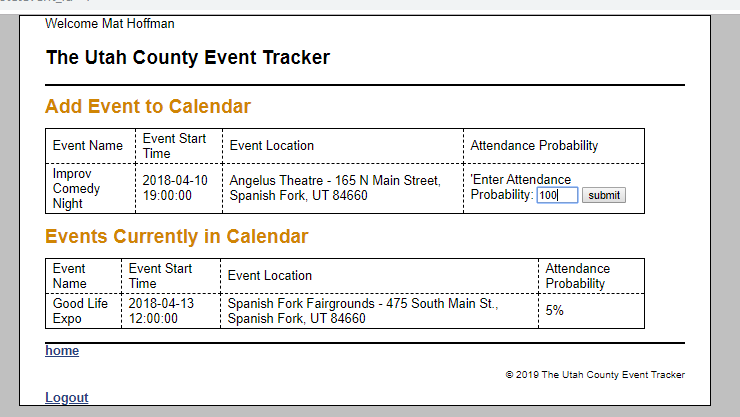 Welcome Mat Hoffman
The Utah County Event Tracker
Add Event to Calendar
Event Name
Event Start
Time
Event Location
Attendance Probability
Improv
Comedy
Night
2018-04-10
19:00:00
Angelus Theatre - 165 N Main Street,
Spanish Fork, UT 84660
'Enter Attendance
Probability: 100 submit
Events Currently in Calendar
Event
Name
Event Start
Time
Event Location
Attendance
Probability
Good Life
Expo
2018-04-13
12:00:00
Spanish Fork Fairgrounds - 475 South Main St.,
Spanish Fork, UT 84660
5%
home
© 2019 The Utah County Event Tracker
Logout